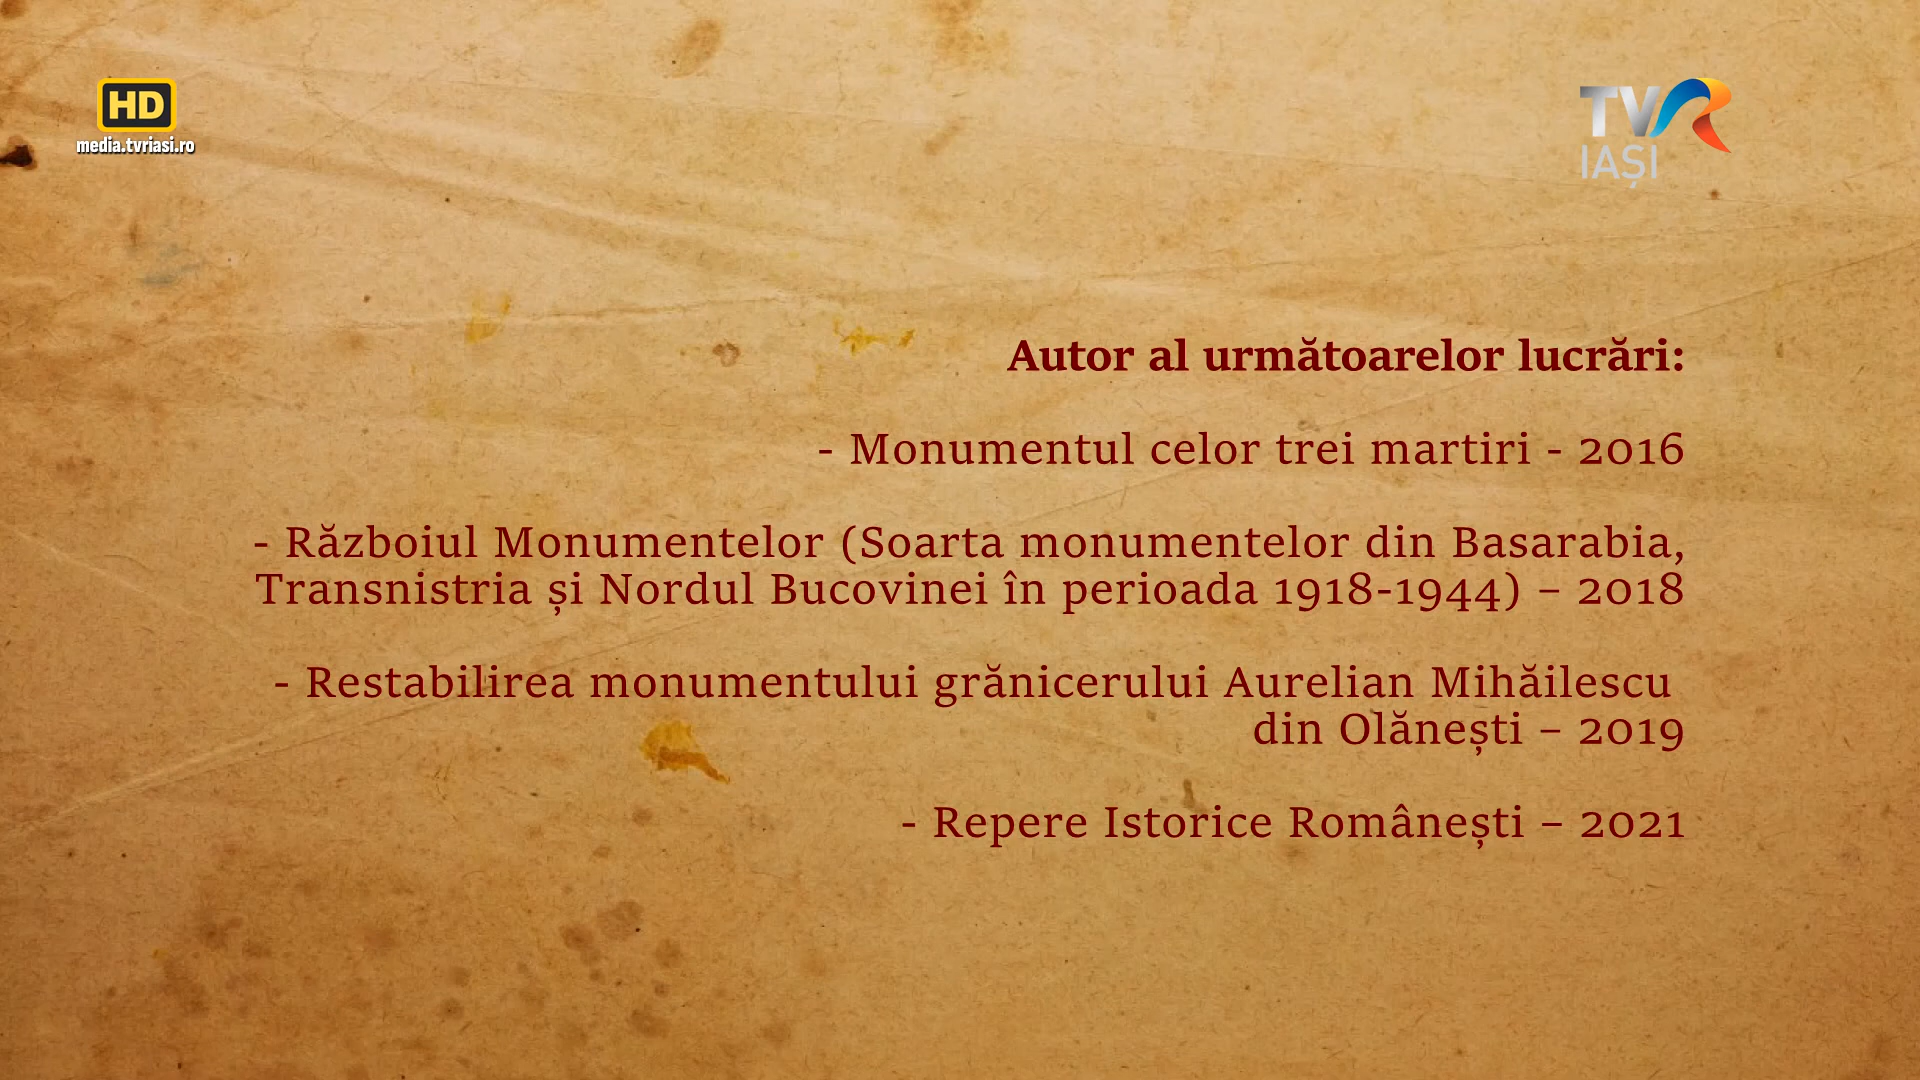 HD
media.tvriasi.ro
TVR
IAȘI
Autor al următoarelor lucrări:
- Monumentul celor trei martiri - 2016
- Războiul Monumentelor (Soarta monumentelor din Basarabia,
Transnistria și Nordul Bucovinei în perioada 1918-1944) – 2018
- Restabilirea monumentului grănicerului Aurelian Mihăilescu
din Olănești – 2019
- Repere Istorice Românești – 2021